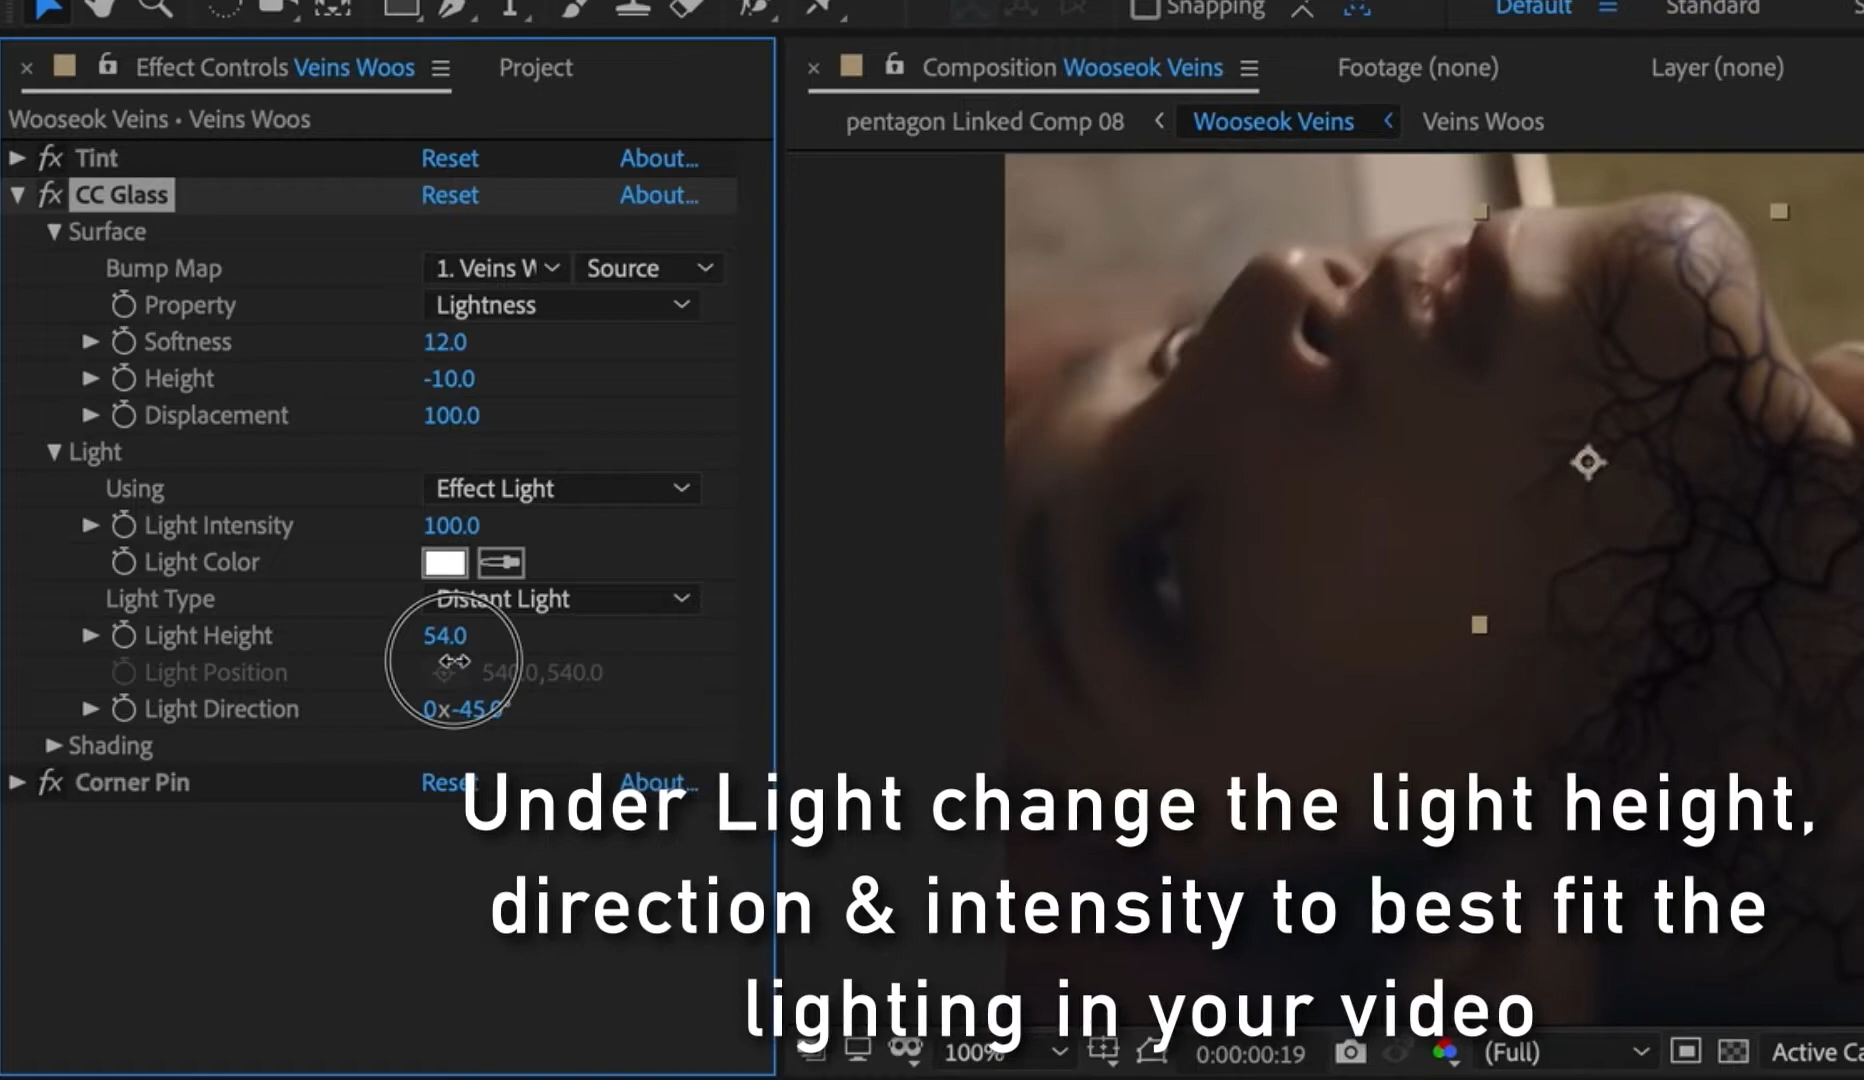 Snapping
Default
Standard
Effect Controls Veins Woos
Project
Composition Wooseok Veins
Footage (none)
Layer (none)
Wooseok Veins • Veins Woos
pentagon Linked Comp 08
Wooseok Veins
Veins Woos
fx Tint Reset About...
fx CC Glass Reset About...
Surface
Bump Map 1. Veins W Source
Property Lightness
Softness 12.0
Height -10.0
Displacement 100.0
Light
Using Effect Light
Light Intensity 100.0
Light Color
Light Type Distant Light
Light Height 54.0
Light Position 540.0,540.0
Light Direction 0x-45.0°
Shading
fx Corner Pin Reset About...
Under Light change the light height,
direction & intensity to best fit the
lighting in your video
100% 0:00:00:19 (Full) Active Ca